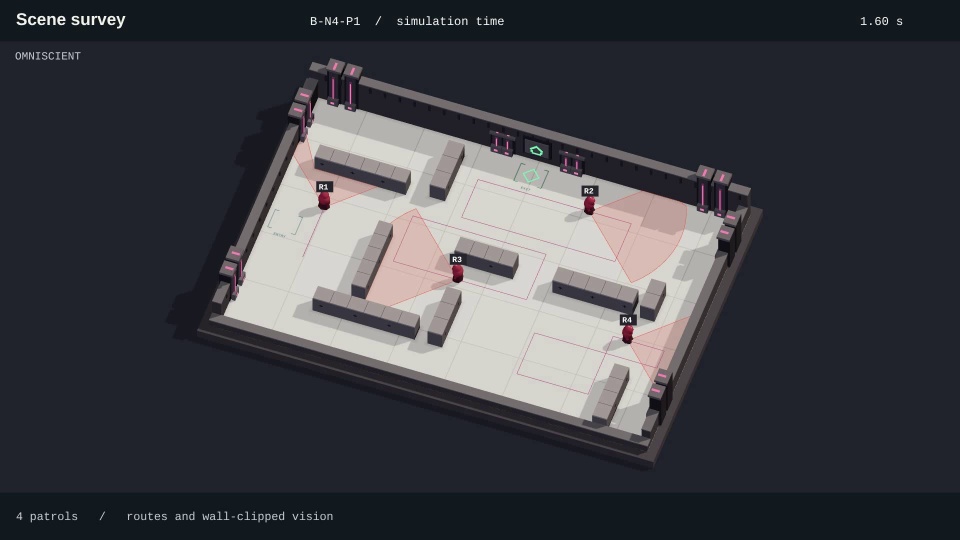 Scene survey
B-N4-P1 / simulation time
1.60 s
OMNISCIENT
R1
R2
R3
R4
4 patrols / routes and wall-clipped vision